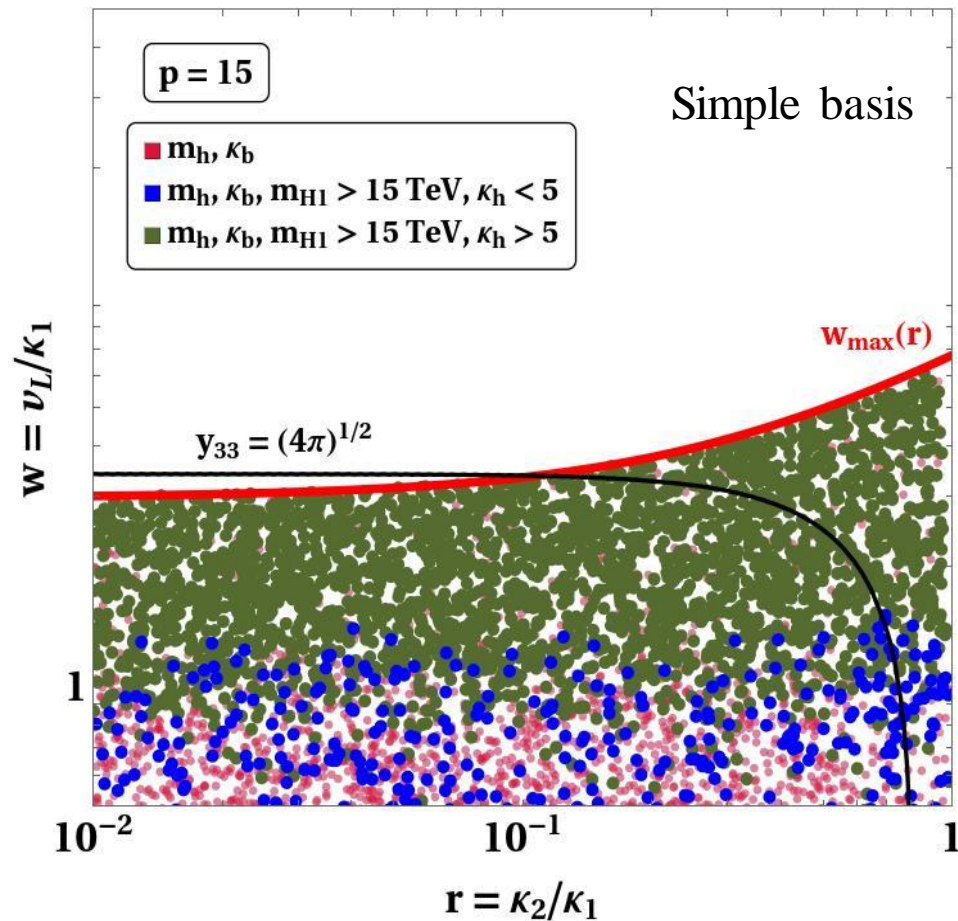 p = 15
Simple basis
m_h, κ_b
m_h, κ_b, m_H1 > 15 TeV, κ_h < 5
m_h, κ_b, m_H1 > 15 TeV, κ_h > 5
w_max(r)
y_33 = (4π)^1/2
w = v_L/κ_1
1
10^−2
10^−1
1
r = κ_2/κ_1